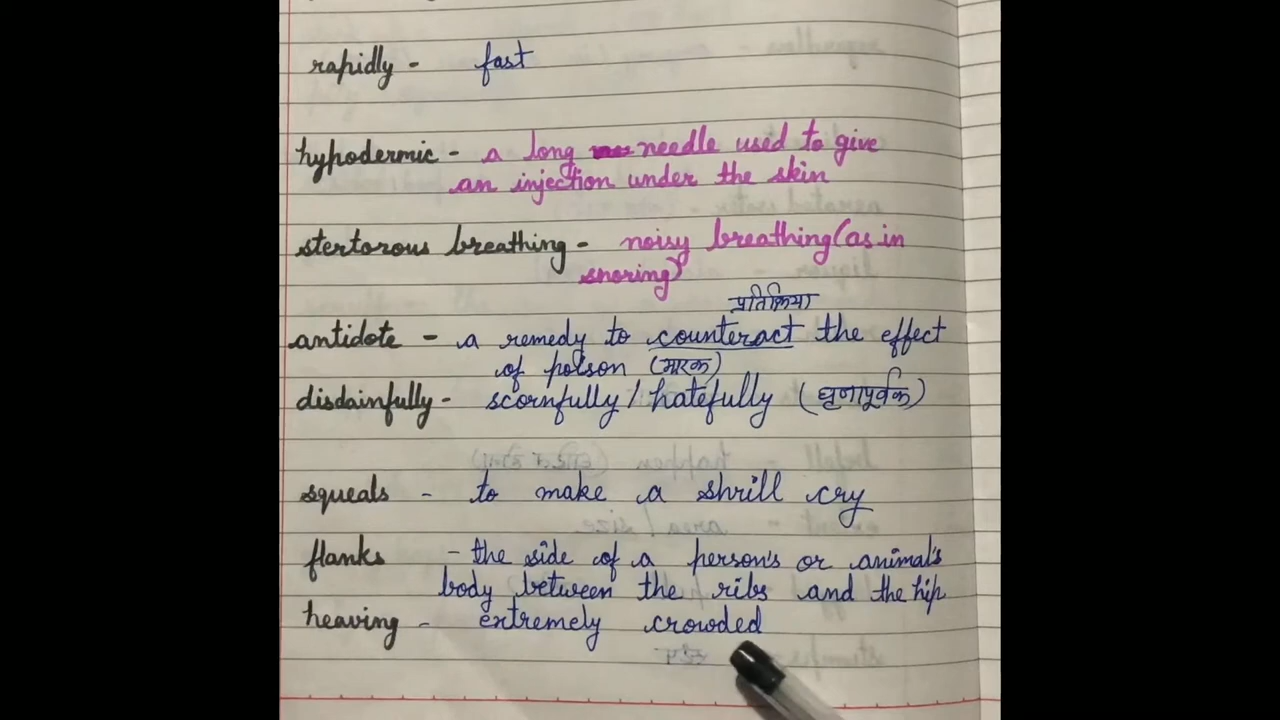 rapidly - fast
hypodermic - a long needle used to give
an injection under the skin
stertorous breathing - noisy breathing (as in
snoring)
प्रतिक्रिया
antidote - a remedy to counteract the effect
of poison (मारक)
disdainfully - scornfully / hatefully (घृणापूर्वक)
squeals - to make a shrill cry
flanks - the side of a person's or animal's
body between the ribs and the hip
heaving - extremely crowded